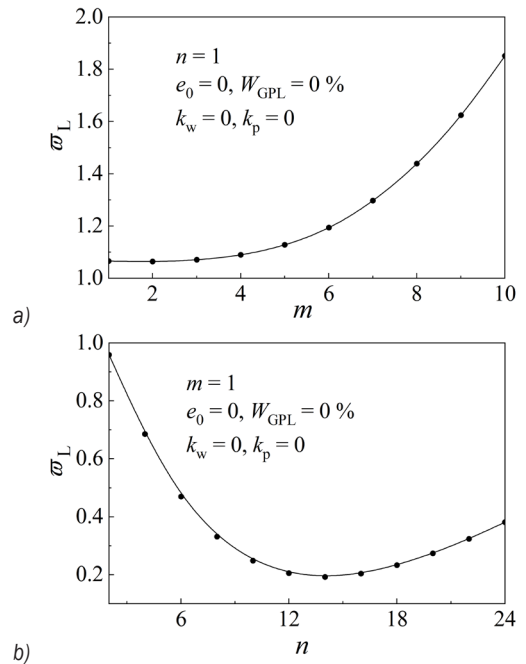 2.0
1.8
1.6
1.4
1.2
1.0
ϖL
n = 1
e0 = 0, WGPL = 0 %
kw = 0, kp = 0
2 4 6 8 10
m
a)
1.0
0.8
0.6
0.4
0.2
ϖL
m = 1
e0 = 0, WGPL = 0 %
kw = 0, kp = 0
6 12 18 24
n
b)